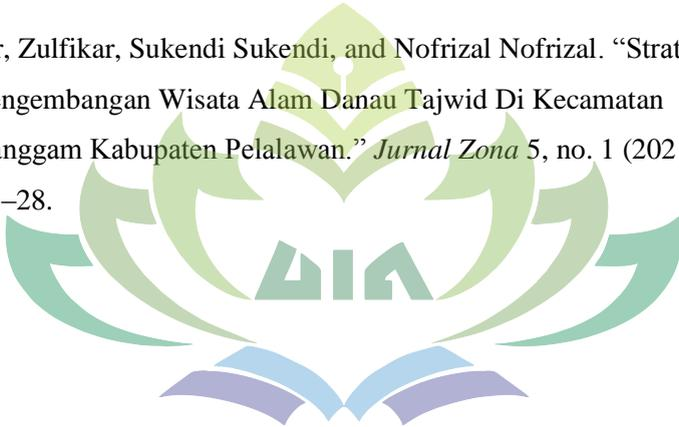 r, Zulfikar, Sukendi Sukendi, and Nofrizal Nofrizal. “Strat
engembangan Wisata Alam Danau Tajwid Di Kecamatan
anggam Kabupaten Pelalawan.” Jurnal Zona 5, no. 1 (202
–28.
UIN